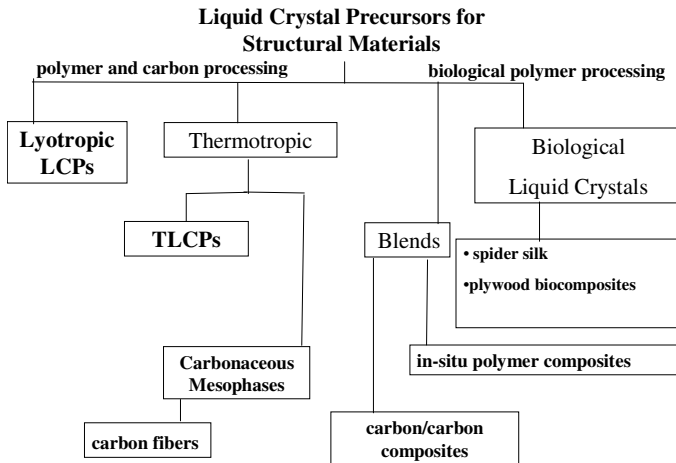 Liquid Crystal Precursors for
Structural Materials
polymer and carbon processing
biological polymer processing
Lyotropic
LCPs
Thermotropic
Biological
Liquid Crystals
TLCPs
Blends
• spider silk
•plywood biocomposites
Carbonaceous
Mesophases
in-situ polymer composites
carbon fibers
carbon/carbon
composites